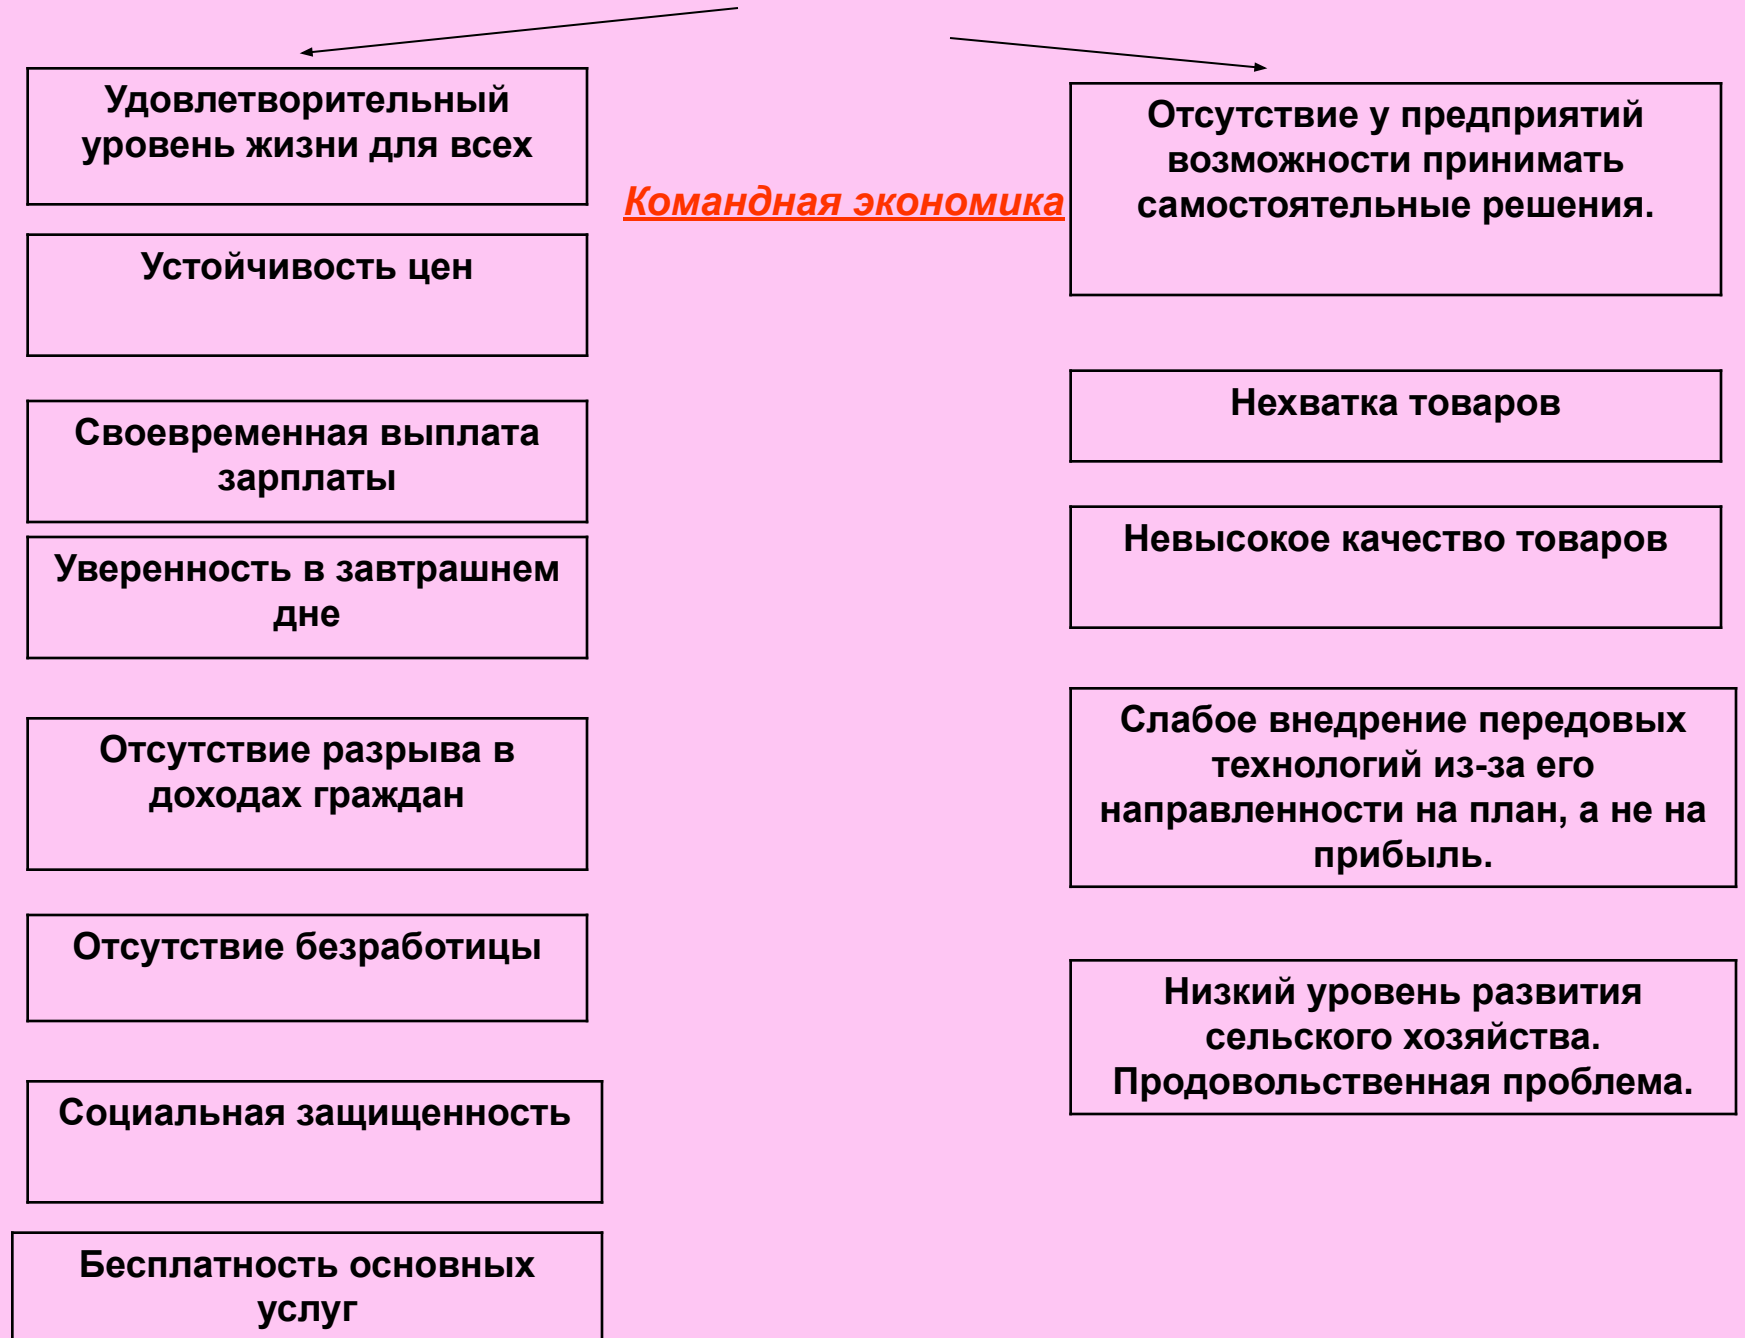 Удовлетворительный
уровень жизни для всех
Устойчивость цен
Своевременная выплата
зарплаты
Уверенность в завтрашнем
дне
Отсутствие разрыва в
доходах граждан
Отсутствие безработицы
Социальная защищенность
Бесплатность основных
услуг
Командная экономика
Отсутствие у предприятий
возможности принимать
самостоятельные решения.
Нехватка товаров
Невысокое качество товаров
Слабое внедрение передовых
технологий из-за его
направленности на план, а не на
прибыль.
Низкий уровень развития
сельского хозяйства.
Продовольственная проблема.